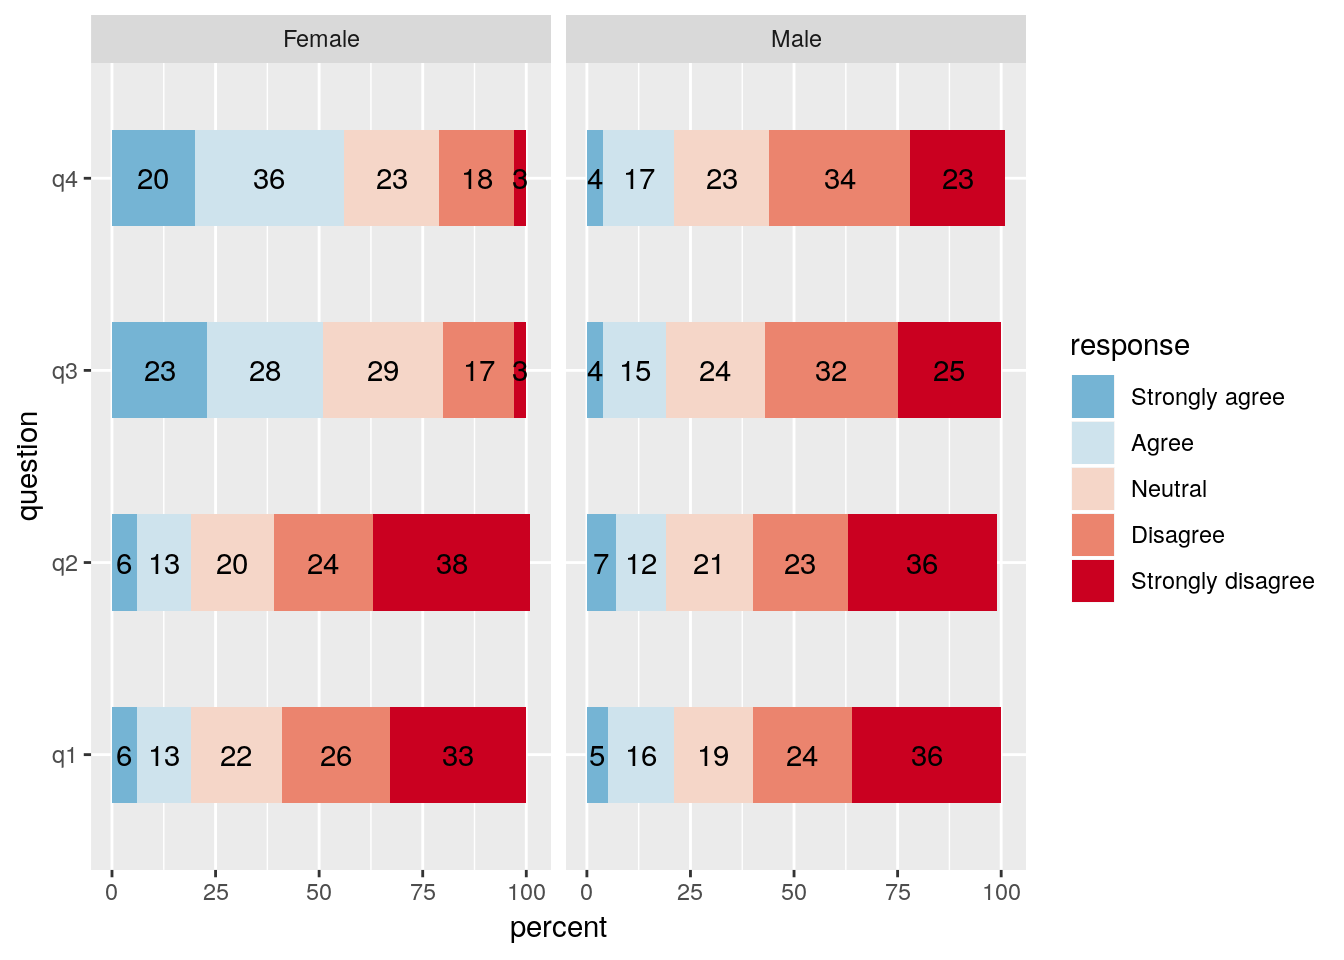 Female Male
q4 20 36 23 18 3 4 17 23 34 23
q3 23 28 29 17 3 4 15 24 32 25
q2 6 13 20 24 38 7 12 21 23 36
q1 6 13 22 26 33 5 16 19 24 36
0 25 50 75 100 0 25 50 75 100
percent
question
response
Strongly agree
Agree
Neutral
Disagree
Strongly disagree